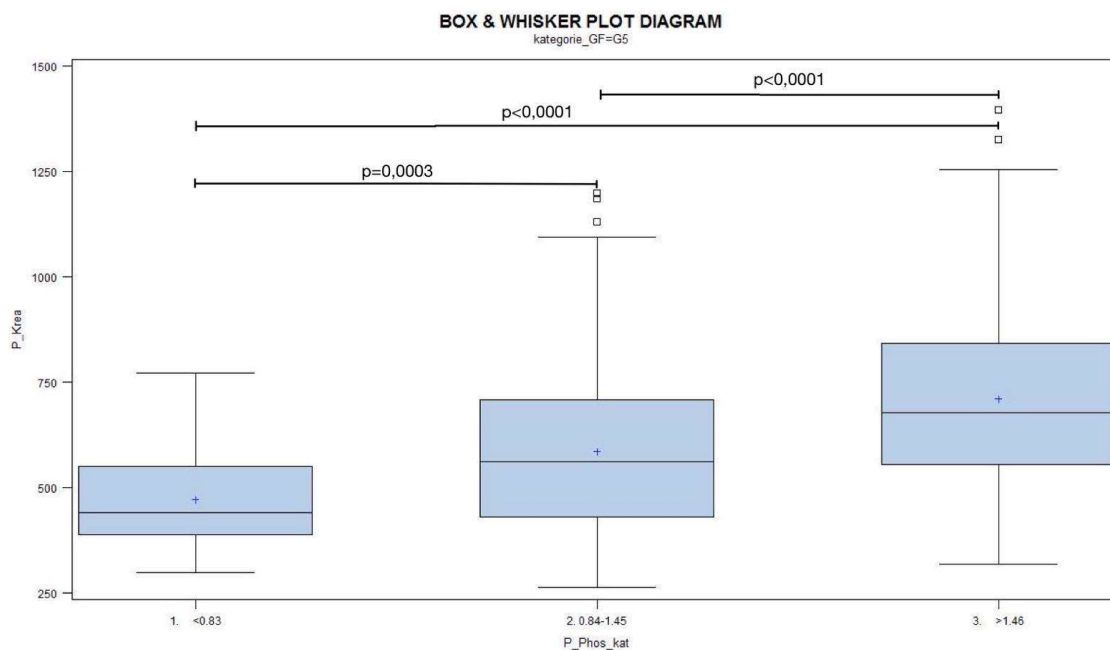 BOX & WHISKER PLOT DIAGRAM
kategorie_GF=G5
1500
p<0,0001
p<0,0001
1250
p=0,0003
1000
P_Krea
750
500
250
1. <0.83
2. 0.84-1.45
3. >1.46
P_Phos_kat